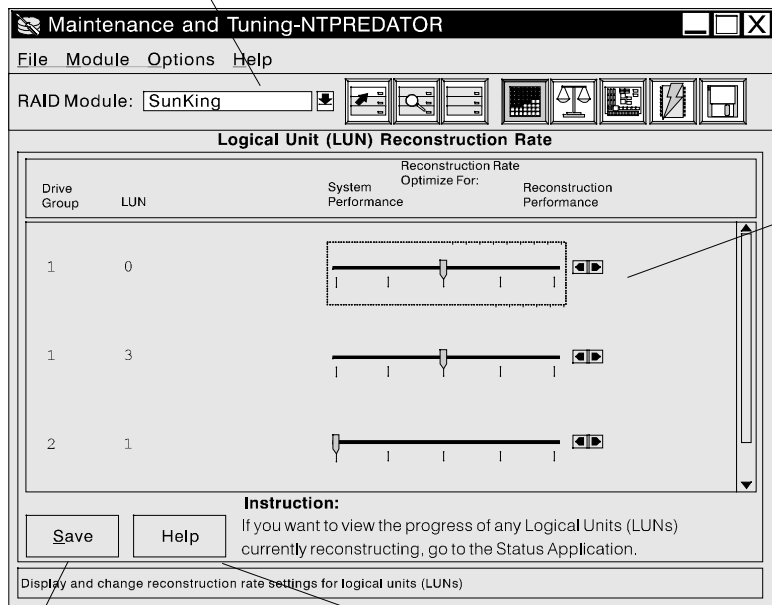 Maintenance and Tuning-NTPREDATOR
File Module Options Help
RAID Module: SunKing
Logical Unit (LUN) Reconstruction Rate
Reconstruction Rate
Optimize For:
Drive Group LUN System Performance Reconstruction Performance
1 0
1 3
2 1
Save Help
Instruction:
If you want to view the progress of any Logical Units (LUNs)
currently reconstructing, go to the Status Application.
Display and change reconstruction rate settings for logical units (LUNs)